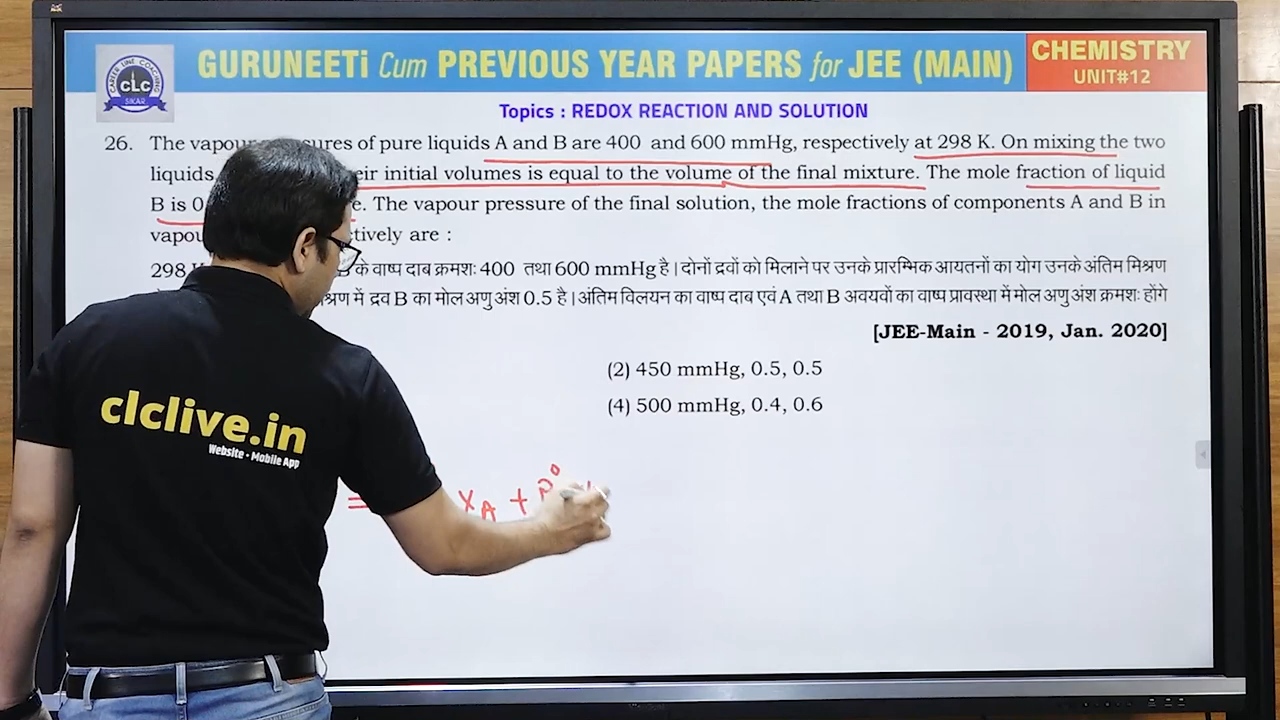 GURUNEETi Cum PREVIOUS YEAR PAPERS for JEE (MAIN)
CHEMISTRY
UNIT#12
CLC
SIKAR
Topics : REDOX REACTION AND SOLUTION
26. The vapour of pure liquids A and B are 400 and 600 mmHg, respectively at 298 K. On mixing the two
liquids initial volumes is equal to the volume of the final mixture. The mole fraction of liquid
B is The vapour pressure of the final solution, the mole fractions of components A and B in
are :
298 के वाष्प दाब क्रमशः 400 तथा 600 mmHg है। दोनों द्रवों को मिलाने पर उनके प्रारम्भिक आयतनों का योग उनके अंतिम मिश्रण
में द्रव B का मोल अणु अंश 0.5 है। अंतिम विलयन का वाष्प दाब एवं A तथा B अवयवों का वाष्प प्रावस्था में मोल अणु अंश क्रमशः होंगे
[JEE-Main - 2019, Jan. 2020]
(2) 450 mmHg, 0.5, 0.5
(4) 500 mmHg, 0.4, 0.6
= X_A + P°
clclive.in
Website • Mobile App